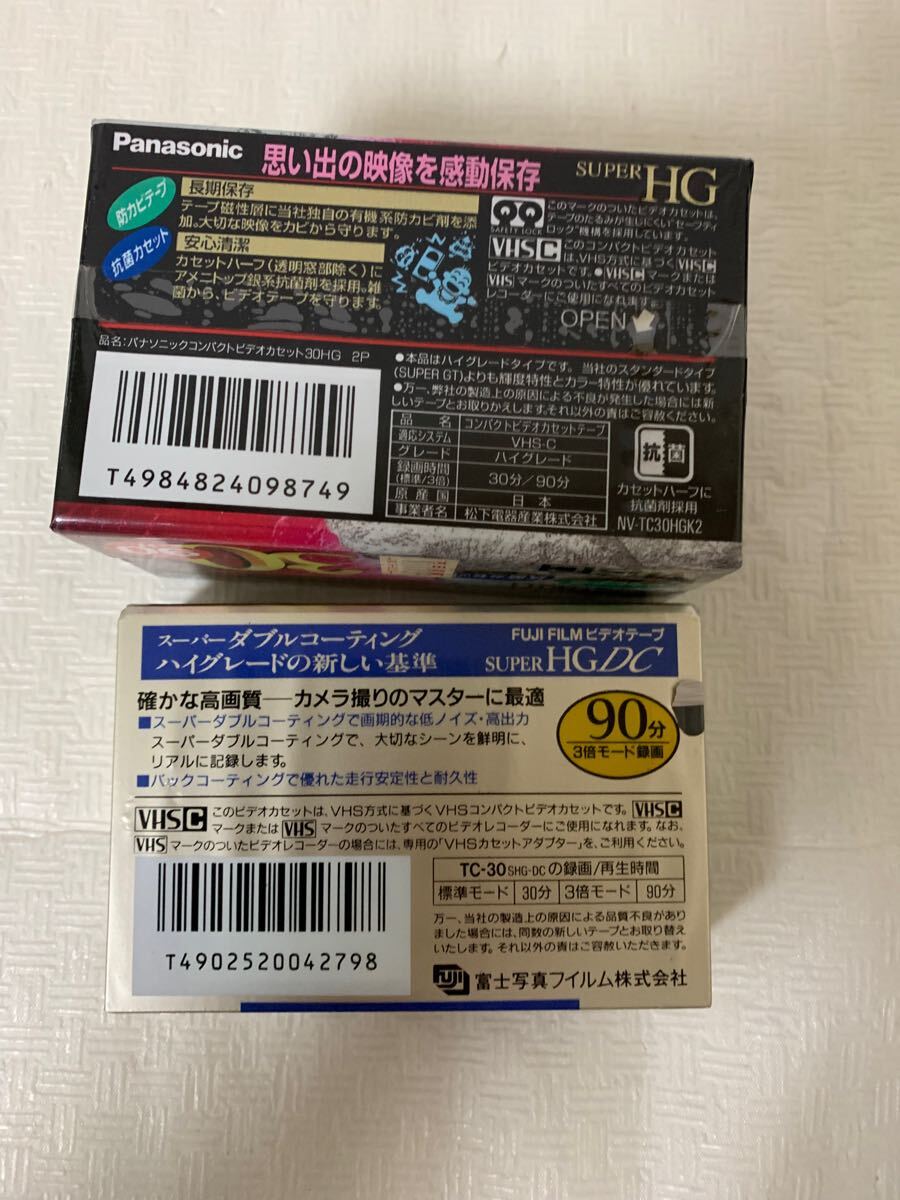 Panasonic
思い出の映像を感動保存
SUPER HG
防カビテープ
長期保存
テープ磁性層に当社独自の有機系防カビ剤を添
加。大切な映像をカビから守ります。
抗菌カセット
安心清潔
カセットハーフ(透明窓部除く)に
アメニトップ銀系抗菌剤を採用。雑
菌から、ビデオテープを守ります。
SAFETY LOCK
このマークのついたビデオカセットは、
テープのたるみが生じにくい"セーフティ
ロック"機構を採用しています。
VHSC このコンパクトビデオカセット
は、VHS方式に基づくVHSC
ビデオカセットです。●VHSCマークまたは
VHSマークのついたすべてのビデオカセット
レコーダーにご使用になれます。
OPEN
品名:パナソニックコンパクトビデオカセット30HG 2P
T4984824098749
●本品はハイグレードタイプです。当社のスタンダードタイプ
(SUPER GT)よりも輝度特性とカラー特性が優れています。
●万一、弊社の製造上の原因による不良が発生した場合には新
しいテープとお取りかえします。それ以外の責はご容赦ください。
品名 コンパクトビデオカセットテープ
適応システム VHS-C
グレード ハイグレード
録画時間(標準/3倍) 30分/90分
原産国 日本
事業者名 松下電器産業株式会社
抗菌
カセットハーフに
抗菌剤採用
NV-TC30HGK2
スーパーダブルコーティング
ハイグレードの新しい基準
FUJI FILM ビデオテープ
SUPER HG DC
確かな高画質──カメラ撮りのマスターに最適
■スーパーダブルコーティングで画期的な低ノイズ・高出力
スーパーダブルコーティングで、大切なシーンを鮮明に、
リアルに記録します。
■バックコーティングで優れた走行安定性と耐久性
90分
3倍モード録画
VHSC このビデオカセットは、VHS方式に基づくVHSコンパクトビデオカセットです。VHSC
マークまたは VHS マークのついたすべてのビデオレコーダーにご使用になれます。なお、
VHS マークのついたビデオレコーダーの場合には、専用の「VHSカセットアダプター」を、ご利用ください。
T4902520042798
TC-30 SHG-DC の録画/再生時間
標準モード 30分 3倍モード 90分
万一、当社の製造上の原因による品質不良があり
ました場合には、同数の新しいテープとお取り替え
いたします。それ以外の責はご容赦いただきます。
FUJI 富士写真フイルム株式会社